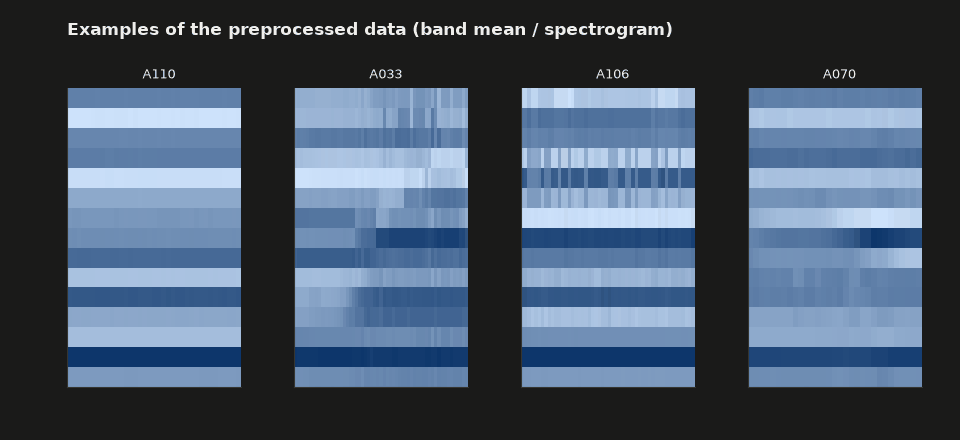 Examples of the preprocessed data (band mean / spectrogram)
A110
A033
A106
A070